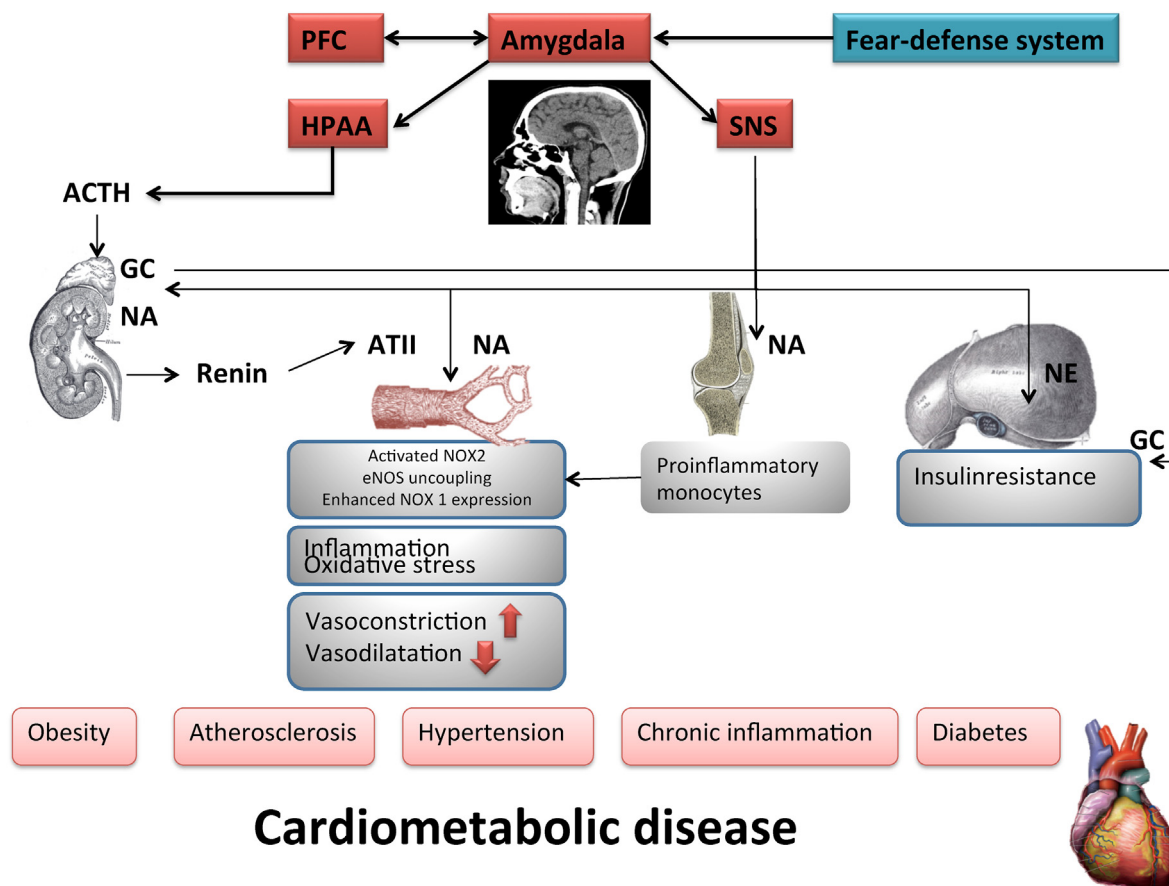 PFC
Amygdala
Fear-defense system
HPAA
SNS
ACTH
GC
NA
Renin
ATII
NA
NA
NE
GC
Activated NOX2
eNOS uncoupling
Enhanced NOX 1 expression
Proinflammatory
monocytes
Insulinresistance
Inflammation
Oxidative stress
Vasoconstriction
Vasodilatation
Obesity
Atherosclerosis
Hypertension
Chronic inflammation
Diabetes
Cardiometabolic disease